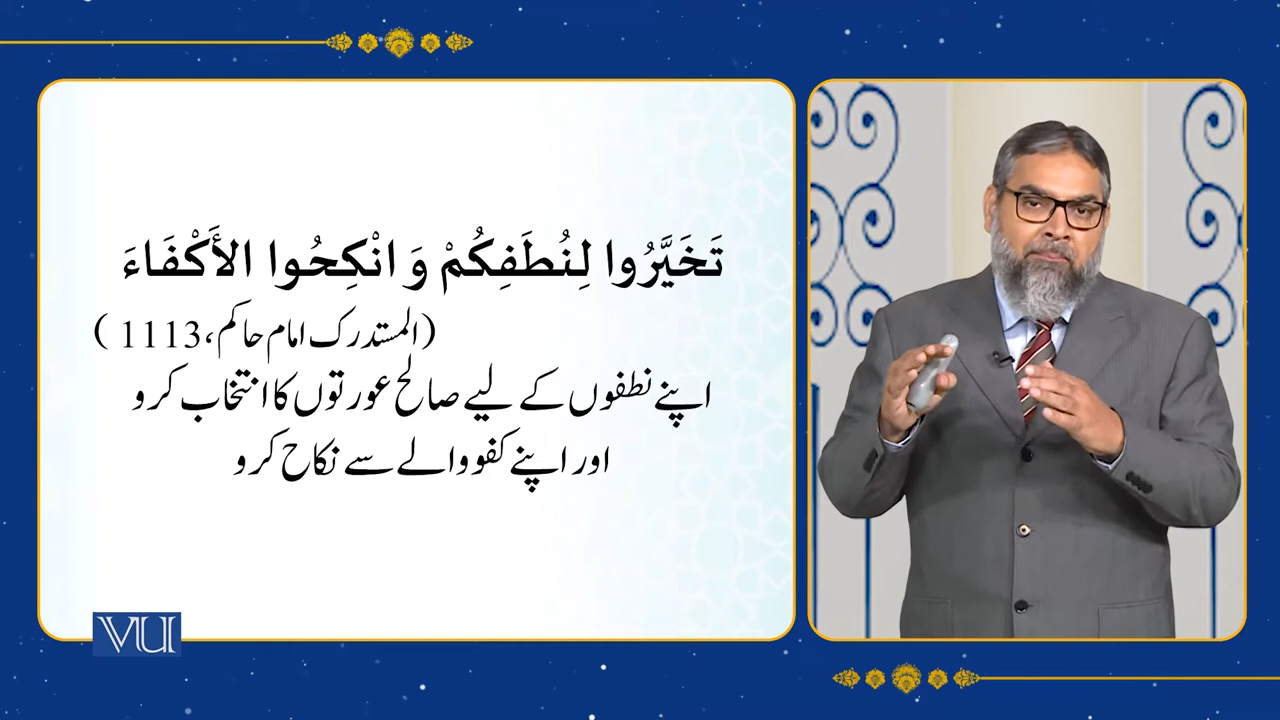 تَخَيَّرُوا لِنُطَفِكُمْ وَ انْكِحُوا الأَكْفَاءَ
(المستدرک امام حاکم، 1113 )
اپنے نطفوں کے لیے صالح عورتوں کا انتخاب کرو
اور اپنے کفو والے سے نکاح کرو
VU